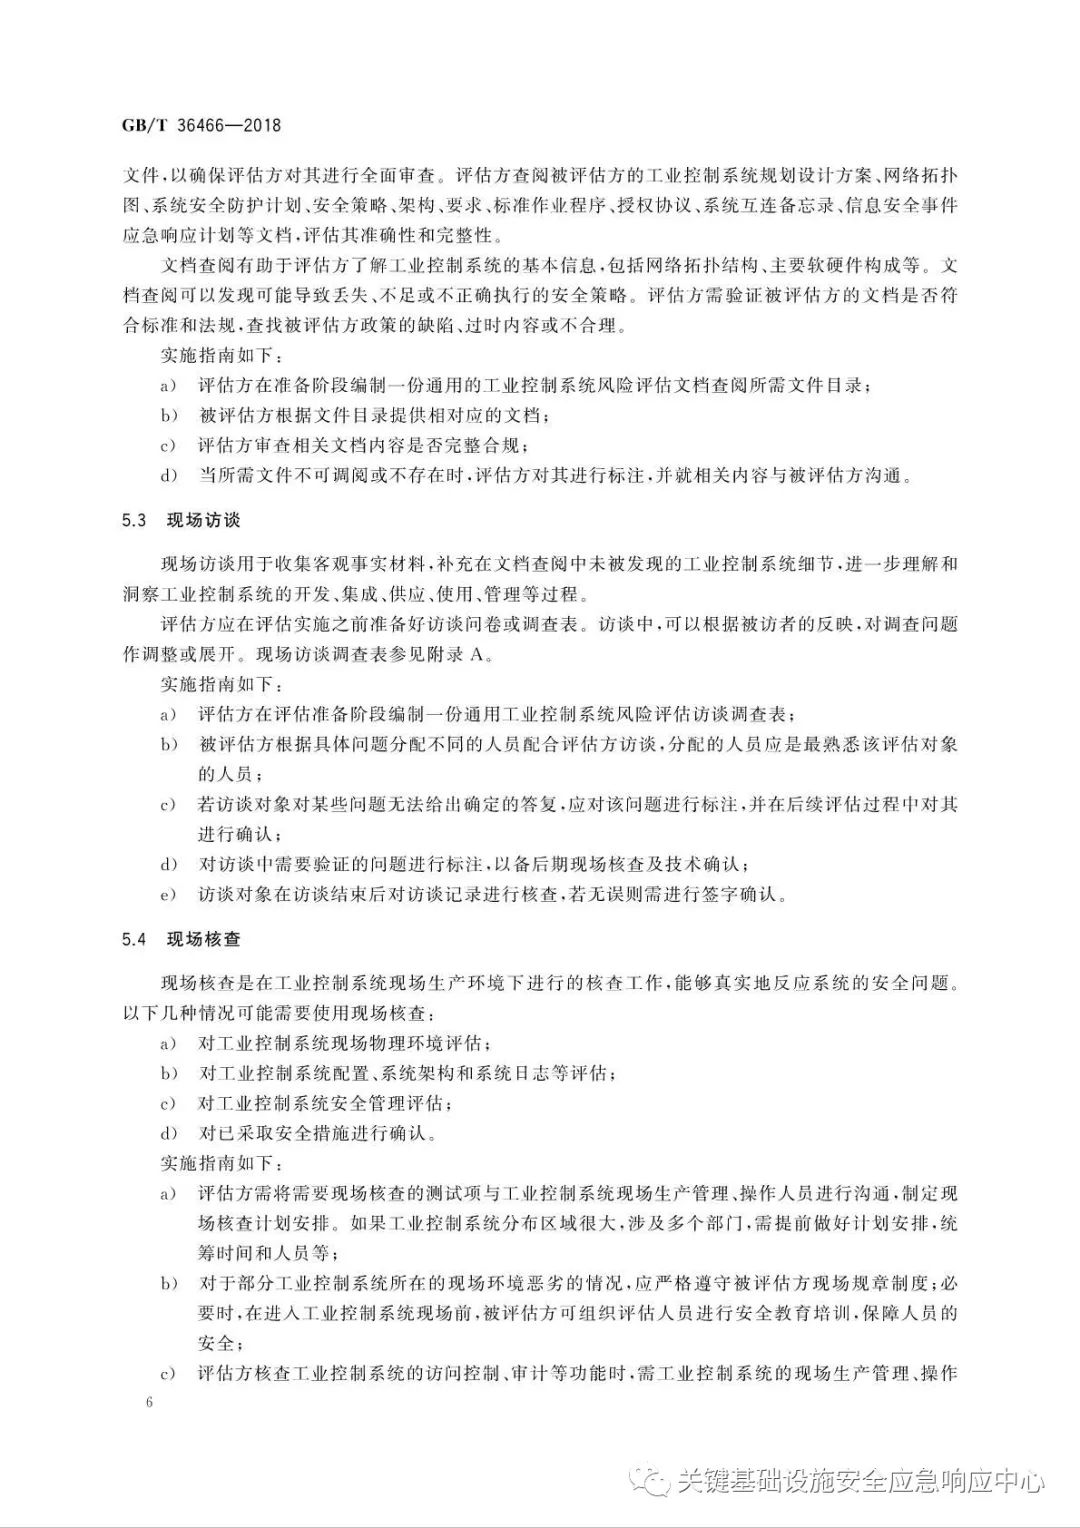 GB/T 36466—2018
文件,以确保评估方对其进行全面审查。评估方查阅被评估方的工业控制系统规划设计方案、网络拓扑
图、系统安全防护计划、安全策略、架构、要求、标准作业程序、授权协议、系统互连备忘录、信息安全事件
应急响应计划等文档,评估其准确性和完整性。
文档查阅有助于评估方了解工业控制系统的基本信息,包括网络拓扑结构、主要软硬件构成等。文
档查阅可以发现可能导致丢失、不足或不正确执行的安全策略。评估方需验证被评估方的文档是否符
合标准和法规,查找被评估方政策的缺陷、过时内容或不合理。
实施指南如下:
a) 评估方在准备阶段编制一份通用的工业控制系统风险评估文档查阅所需文件目录;
b) 被评估方根据文件目录提供相对应的文档;
c) 评估方审查相关文档内容是否完整合规;
d) 当所需文件不可调阅或不存在时,评估方对其进行标注,并就相关内容与被评估方沟通。
5.3 现场访谈
现场访谈用于收集客观事实材料,补充在文档查阅中未被发现的工业控制系统细节,进一步理解和
洞察工业控制系统的开发、集成、供应、使用、管理等过程。
评估方应在评估实施之前准备好访谈问卷或调查表。访谈中,可以根据被访者的反映,对调查问题
作调整或展开。现场访谈调查表参见附录 A。
实施指南如下:
a) 评估方在评估准备阶段编制一份通用工业控制系统风险评估访谈调查表;
b) 被评估方根据具体问题分配不同的人员配合评估方访谈,分配的人员应是最熟悉该评估对象
的人员;
c) 若访谈对象对某些问题无法给出确定的答复,应对该问题进行标注,并在后续评估过程中对其
进行确认;
d) 对访谈中需要验证的问题进行标注,以备后期现场核查及技术确认;
e) 访谈对象在访谈结束后对访谈记录进行核查,若无误则需进行签字确认。
5.4 现场核查
现场核查是在工业控制系统现场生产环境下进行的核查工作,能够真实地反应系统的安全问题。
以下几种情况可能需要使用现场核查:
a) 对工业控制系统现场物理环境评估;
b) 对工业控制系统配置、系统架构和系统日志等评估;
c) 对工业控制系统安全管理评估;
d) 对已采取安全措施进行确认。
实施指南如下:
a) 评估方需将需要现场核查的测试项与工业控制系统现场生产管理、操作人员进行沟通,制定现
场核查计划安排。如果工业控制系统分布区域很大,涉及多个部门,需提前做好计划安排,统
筹时间和人员等;
b) 对于部分工业控制系统所在的现场环境恶劣的情况,应严格遵守被评估方现场规章制度;必
要时,在进入工业控制系统现场前,被评估方可组织评估人员进行安全教育培训,保障人员的
安全;
c) 评估方核查工业控制系统的访问控制、审计等功能时,需工业控制系统的现场生产管理、操作
6
关键基础设施安全应急响应中心